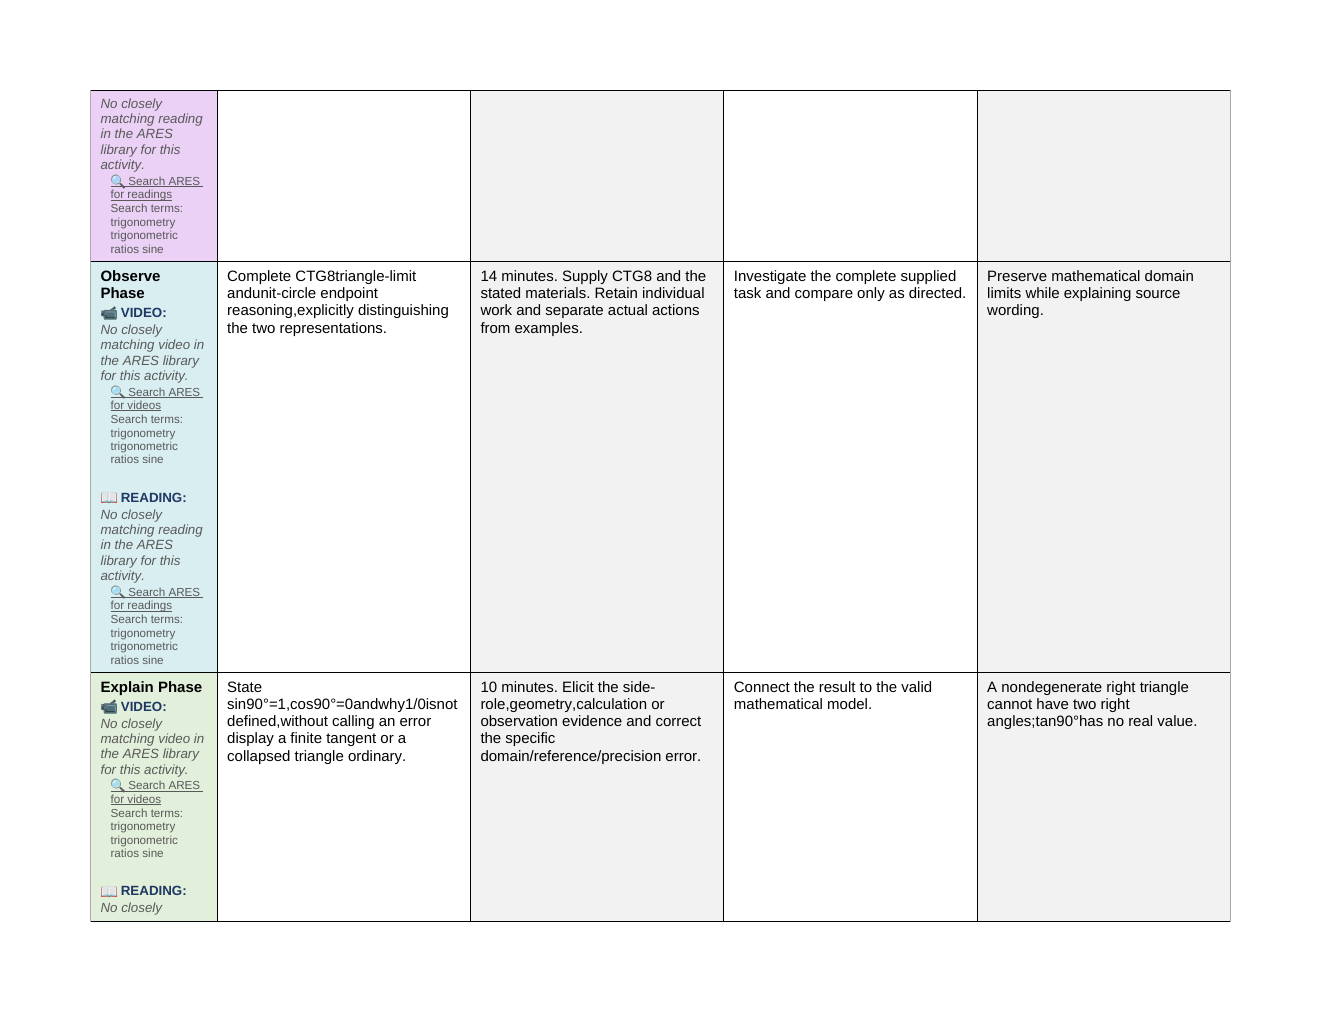 No closely
matching reading
in the ARES
library for this
activity.
🔍 Search ARES
for readings
Search terms:
trigonometry
trigonometric
ratios sine
Observe
Phase
📹 VIDEO:
No closely
matching video in
the ARES library
for this activity.
🔍 Search ARES
for videos
Search terms:
trigonometry
trigonometric
ratios sine
📖 READING:
No closely
matching reading
in the ARES
library for this
activity.
🔍 Search ARES
for readings
Search terms:
trigonometry
trigonometric
ratios sine
Complete CTG8triangle-limit
andunit-circle endpoint
reasoning,explicitly distinguishing
the two representations.
14 minutes. Supply CTG8 and the
stated materials. Retain individual
work and separate actual actions
from examples.
Investigate the complete supplied
task and compare only as directed.
Preserve mathematical domain
limits while explaining source
wording.
Explain Phase
📹 VIDEO:
No closely
matching video in
the ARES library
for this activity.
🔍 Search ARES
for videos
Search terms:
trigonometry
trigonometric
ratios sine
📖 READING:
No closely
State
sin90°=1,cos90°=0andwhy1/0isnot
defined,without calling an error
display a finite tangent or a
collapsed triangle ordinary.
10 minutes. Elicit the side-
role,geometry,calculation or
observation evidence and correct
the specific
domain/reference/precision error.
Connect the result to the valid
mathematical model.
A nondegenerate right triangle
cannot have two right
angles;tan90°has no real value.